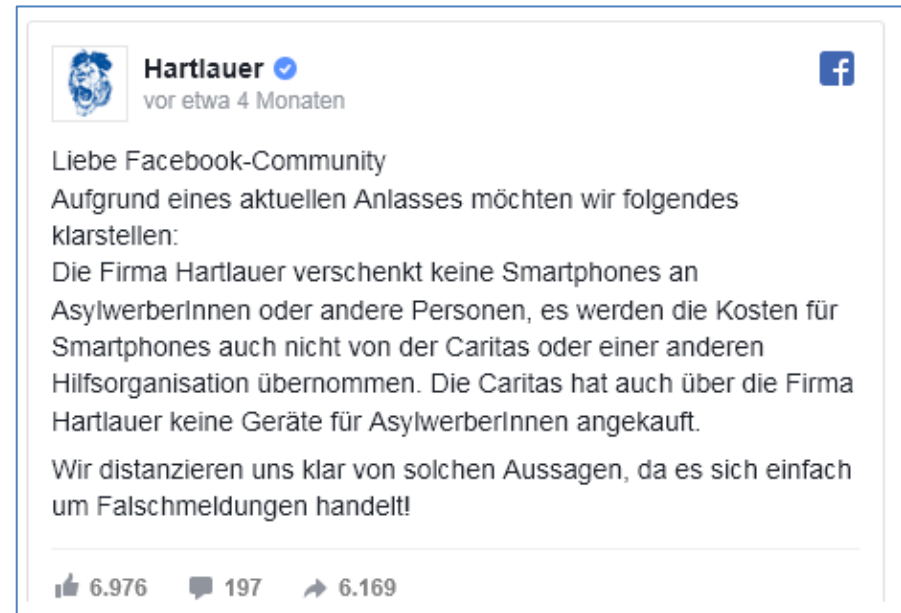 Hartlauer
vor etwa 4 Monaten
Liebe Facebook-Community
Aufgrund eines aktuellen Anlasses möchten wir folgendes
klarstellen:
Die Firma Hartlauer verschenkt keine Smartphones an
AsylwerberInnen oder andere Personen, es werden die Kosten für
Smartphones auch nicht von der Caritas oder einer anderen
Hilfsorganisation übernommen. Die Caritas hat auch über die Firma
Hartlauer keine Geräte für AsylwerberInnen angekauft.
Wir distanzieren uns klar von solchen Aussagen, da es sich einfach
um Falschmeldungen handelt!
6.976 197 6.169